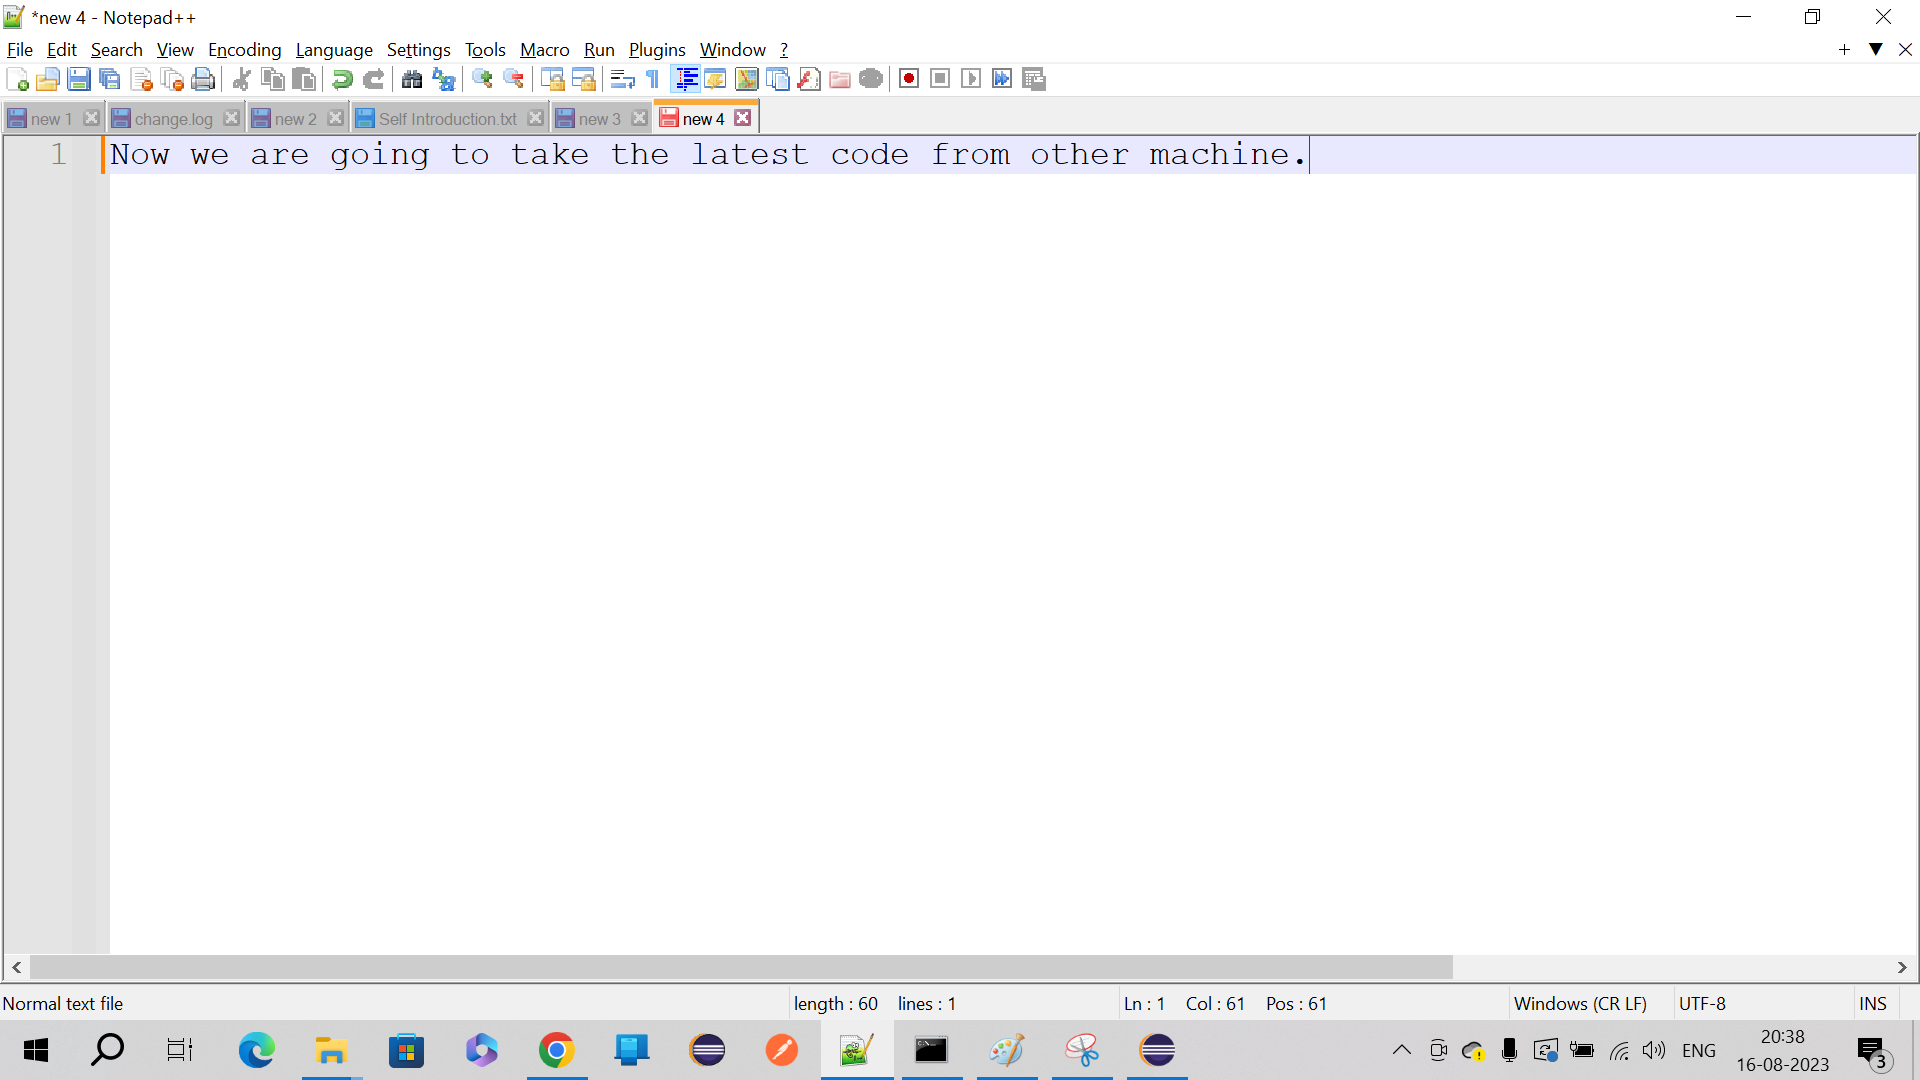 *new 4 - Notepad++
File Edit Search View Encoding Language Settings Tools Macro Run Plugins Window ?
new 1 change.log new 2 Self Introduction.txt new 3 new 4
1 Now we are going to take the latest code from other machine.
Normal text file length : 60 lines : 1 Ln : 1 Col : 61 Pos : 61 Windows (CR LF) UTF-8 INS
ENG 20:38
16-08-2023 3